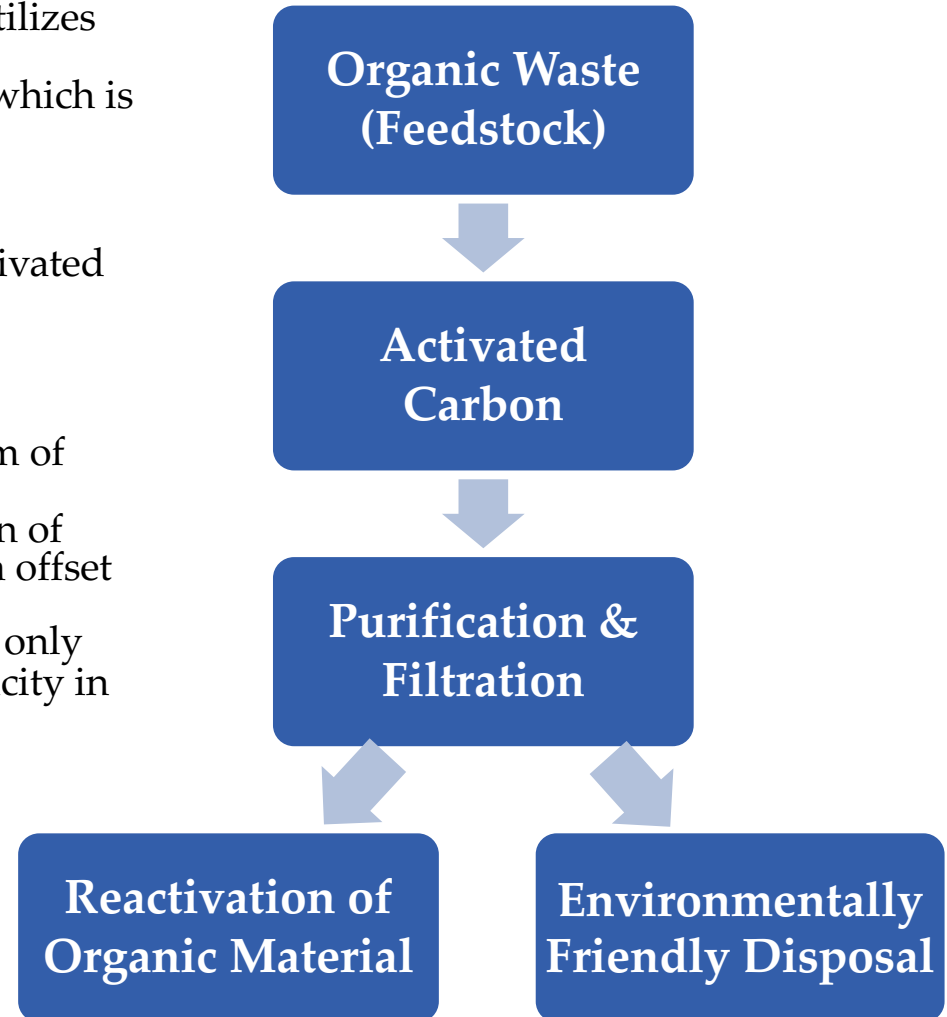 tilizes
which is
ivated
m of
n of
n offset
only
city in
Organic Waste
(Feedstock)
Activated
Carbon
Purification &
Filtration
Reactivation of
Organic Material
Environmentally
Friendly Disposal